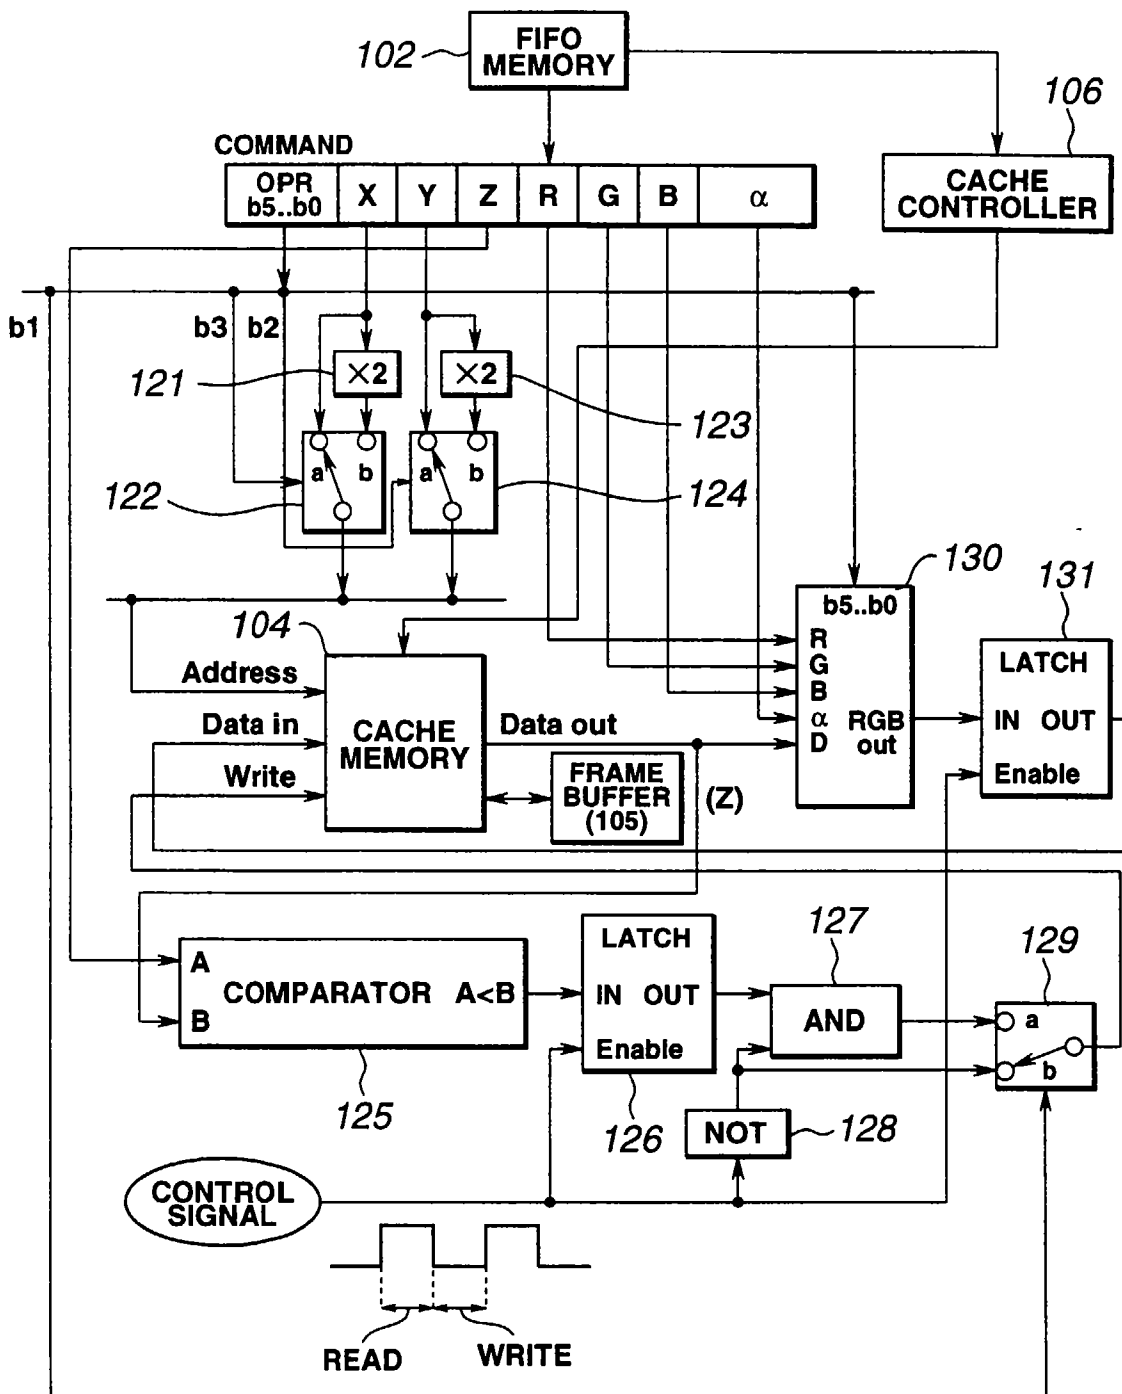 102
FIFO
MEMORY
106
COMMAND
OPR
b5..b0
X
Y
Z
R
G
B
α
CACHE
CONTROLLER
b1
b3
b2
121
×2
×2
123
a
b
a
b
122
124
130
131
104
b5..b0
R
G
B
α
D
RGB
out
LATCH
IN OUT
Enable
Address
Data in
Write
CACHE
MEMORY
Data out
FRAME
BUFFER
(105)
(Z)
127
129
A
B
COMPARATOR A<B
LATCH
IN OUT
Enable
AND
a
b
125
126
NOT
128
CONTROL
SIGNAL
READ
WRITE